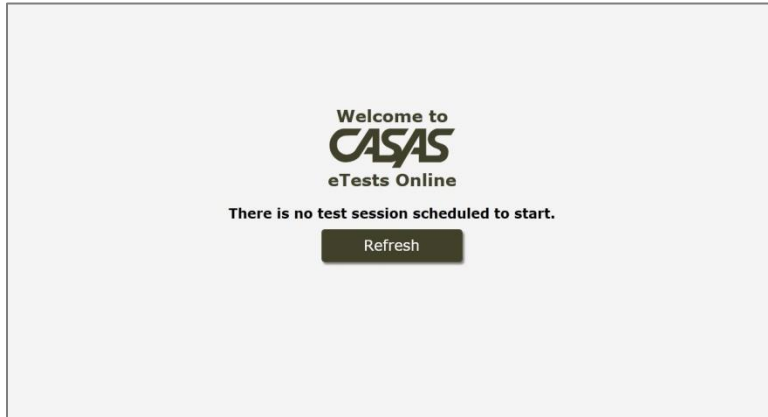 Welcome to
CASAS
eTests Online
There is no test session scheduled to start.
Refresh